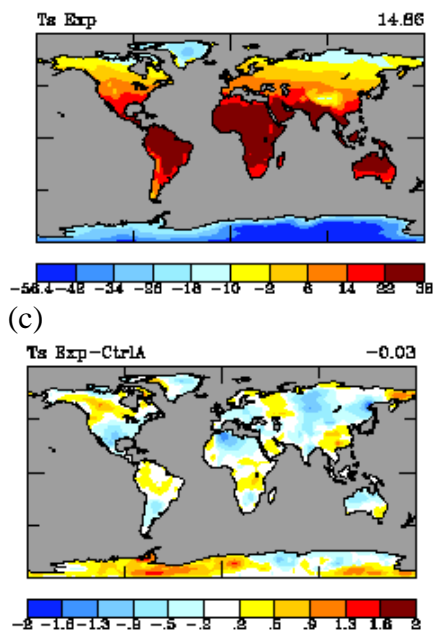 Ts Exp 14.86
-56.4 -42 -34 -26 -18 -10 -2 6 14 22 38
(c)
Ts Exp-CtrlA -0.03
-2 -1.6 -1.3 -.9 -.5 -.2 .2 .5 .9 1.3 1.6 2